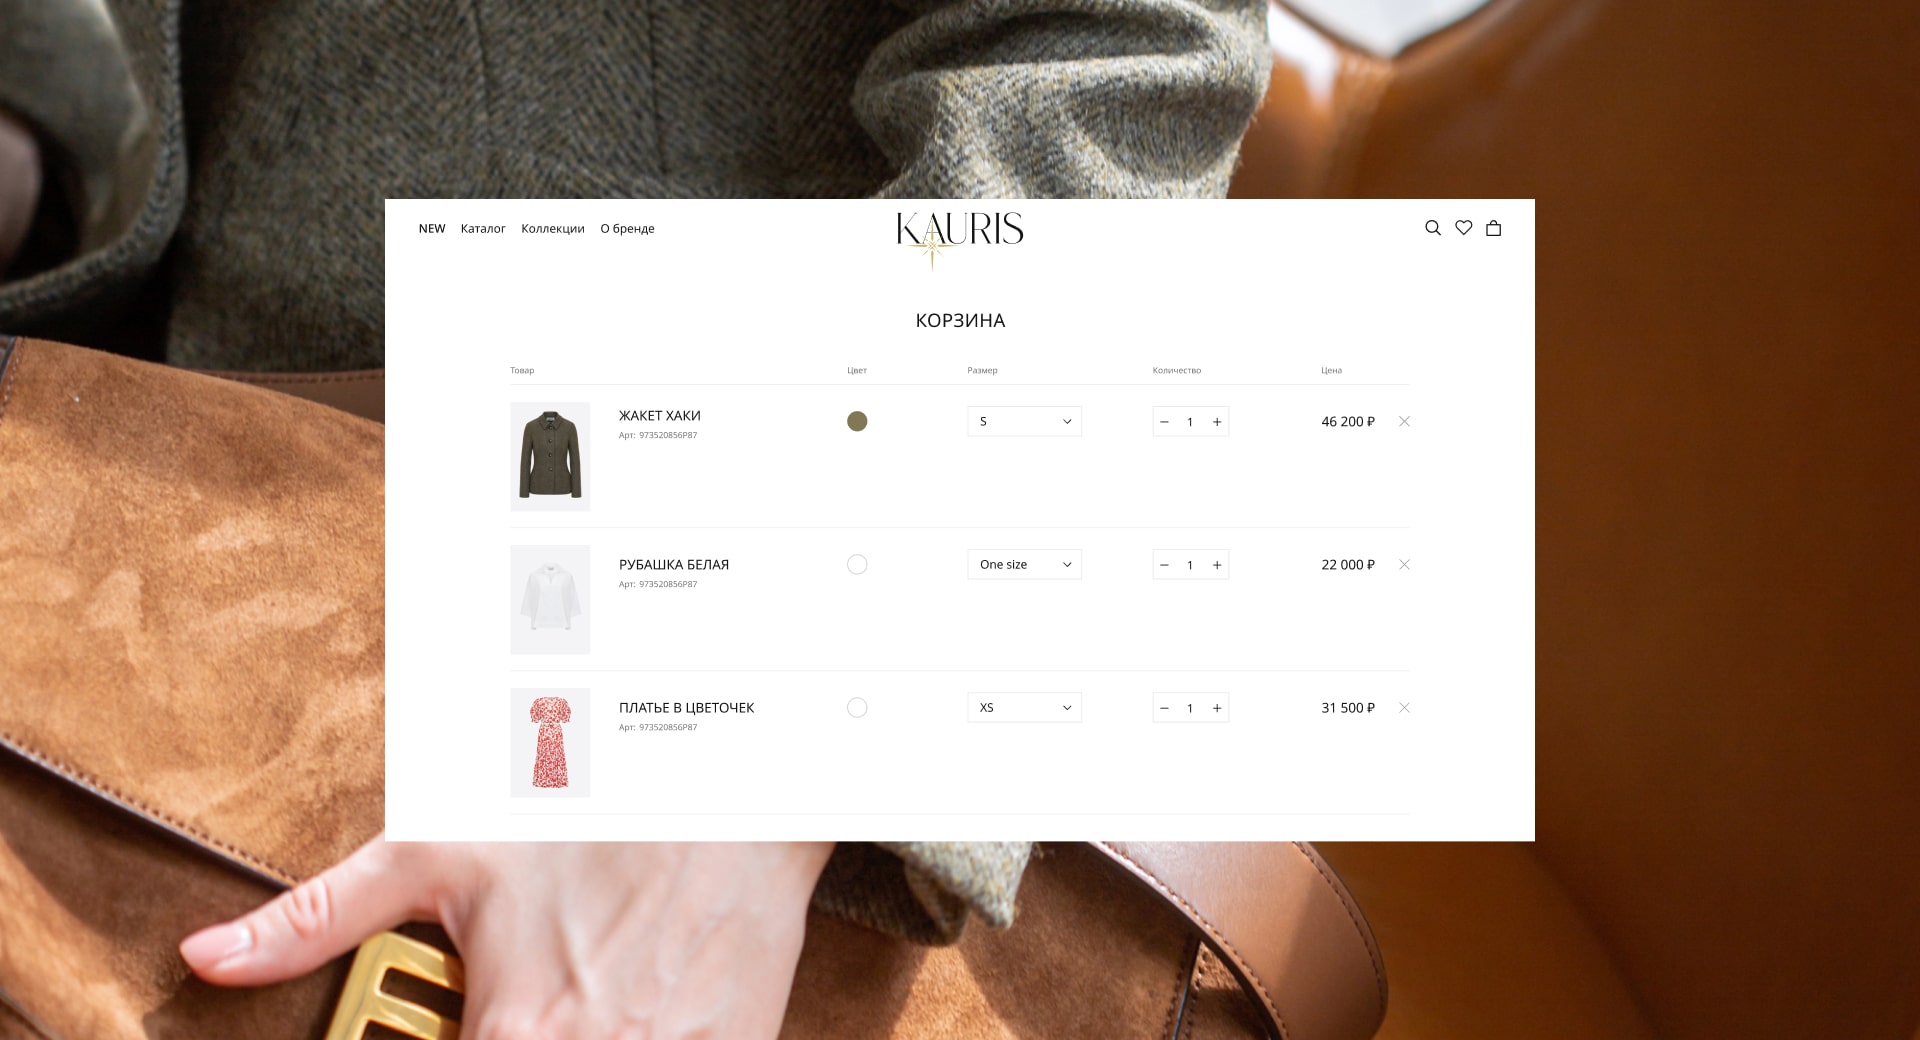 NEW Каталог Коллекции О бренде
KAURIS
КОРЗИНА
Товар Цвет Размер Количество Цена
ЖАКЕТ ХАКИ S − 1 + 46 200 ₽
Арт: 973520856P87
РУБАШКА БЕЛАЯ One size − 1 + 22 000 ₽
Арт: 973520856P87
ПЛАТЬЕ В ЦВЕТОЧЕК XS − 1 + 31 500 ₽
Арт: 973520856P87